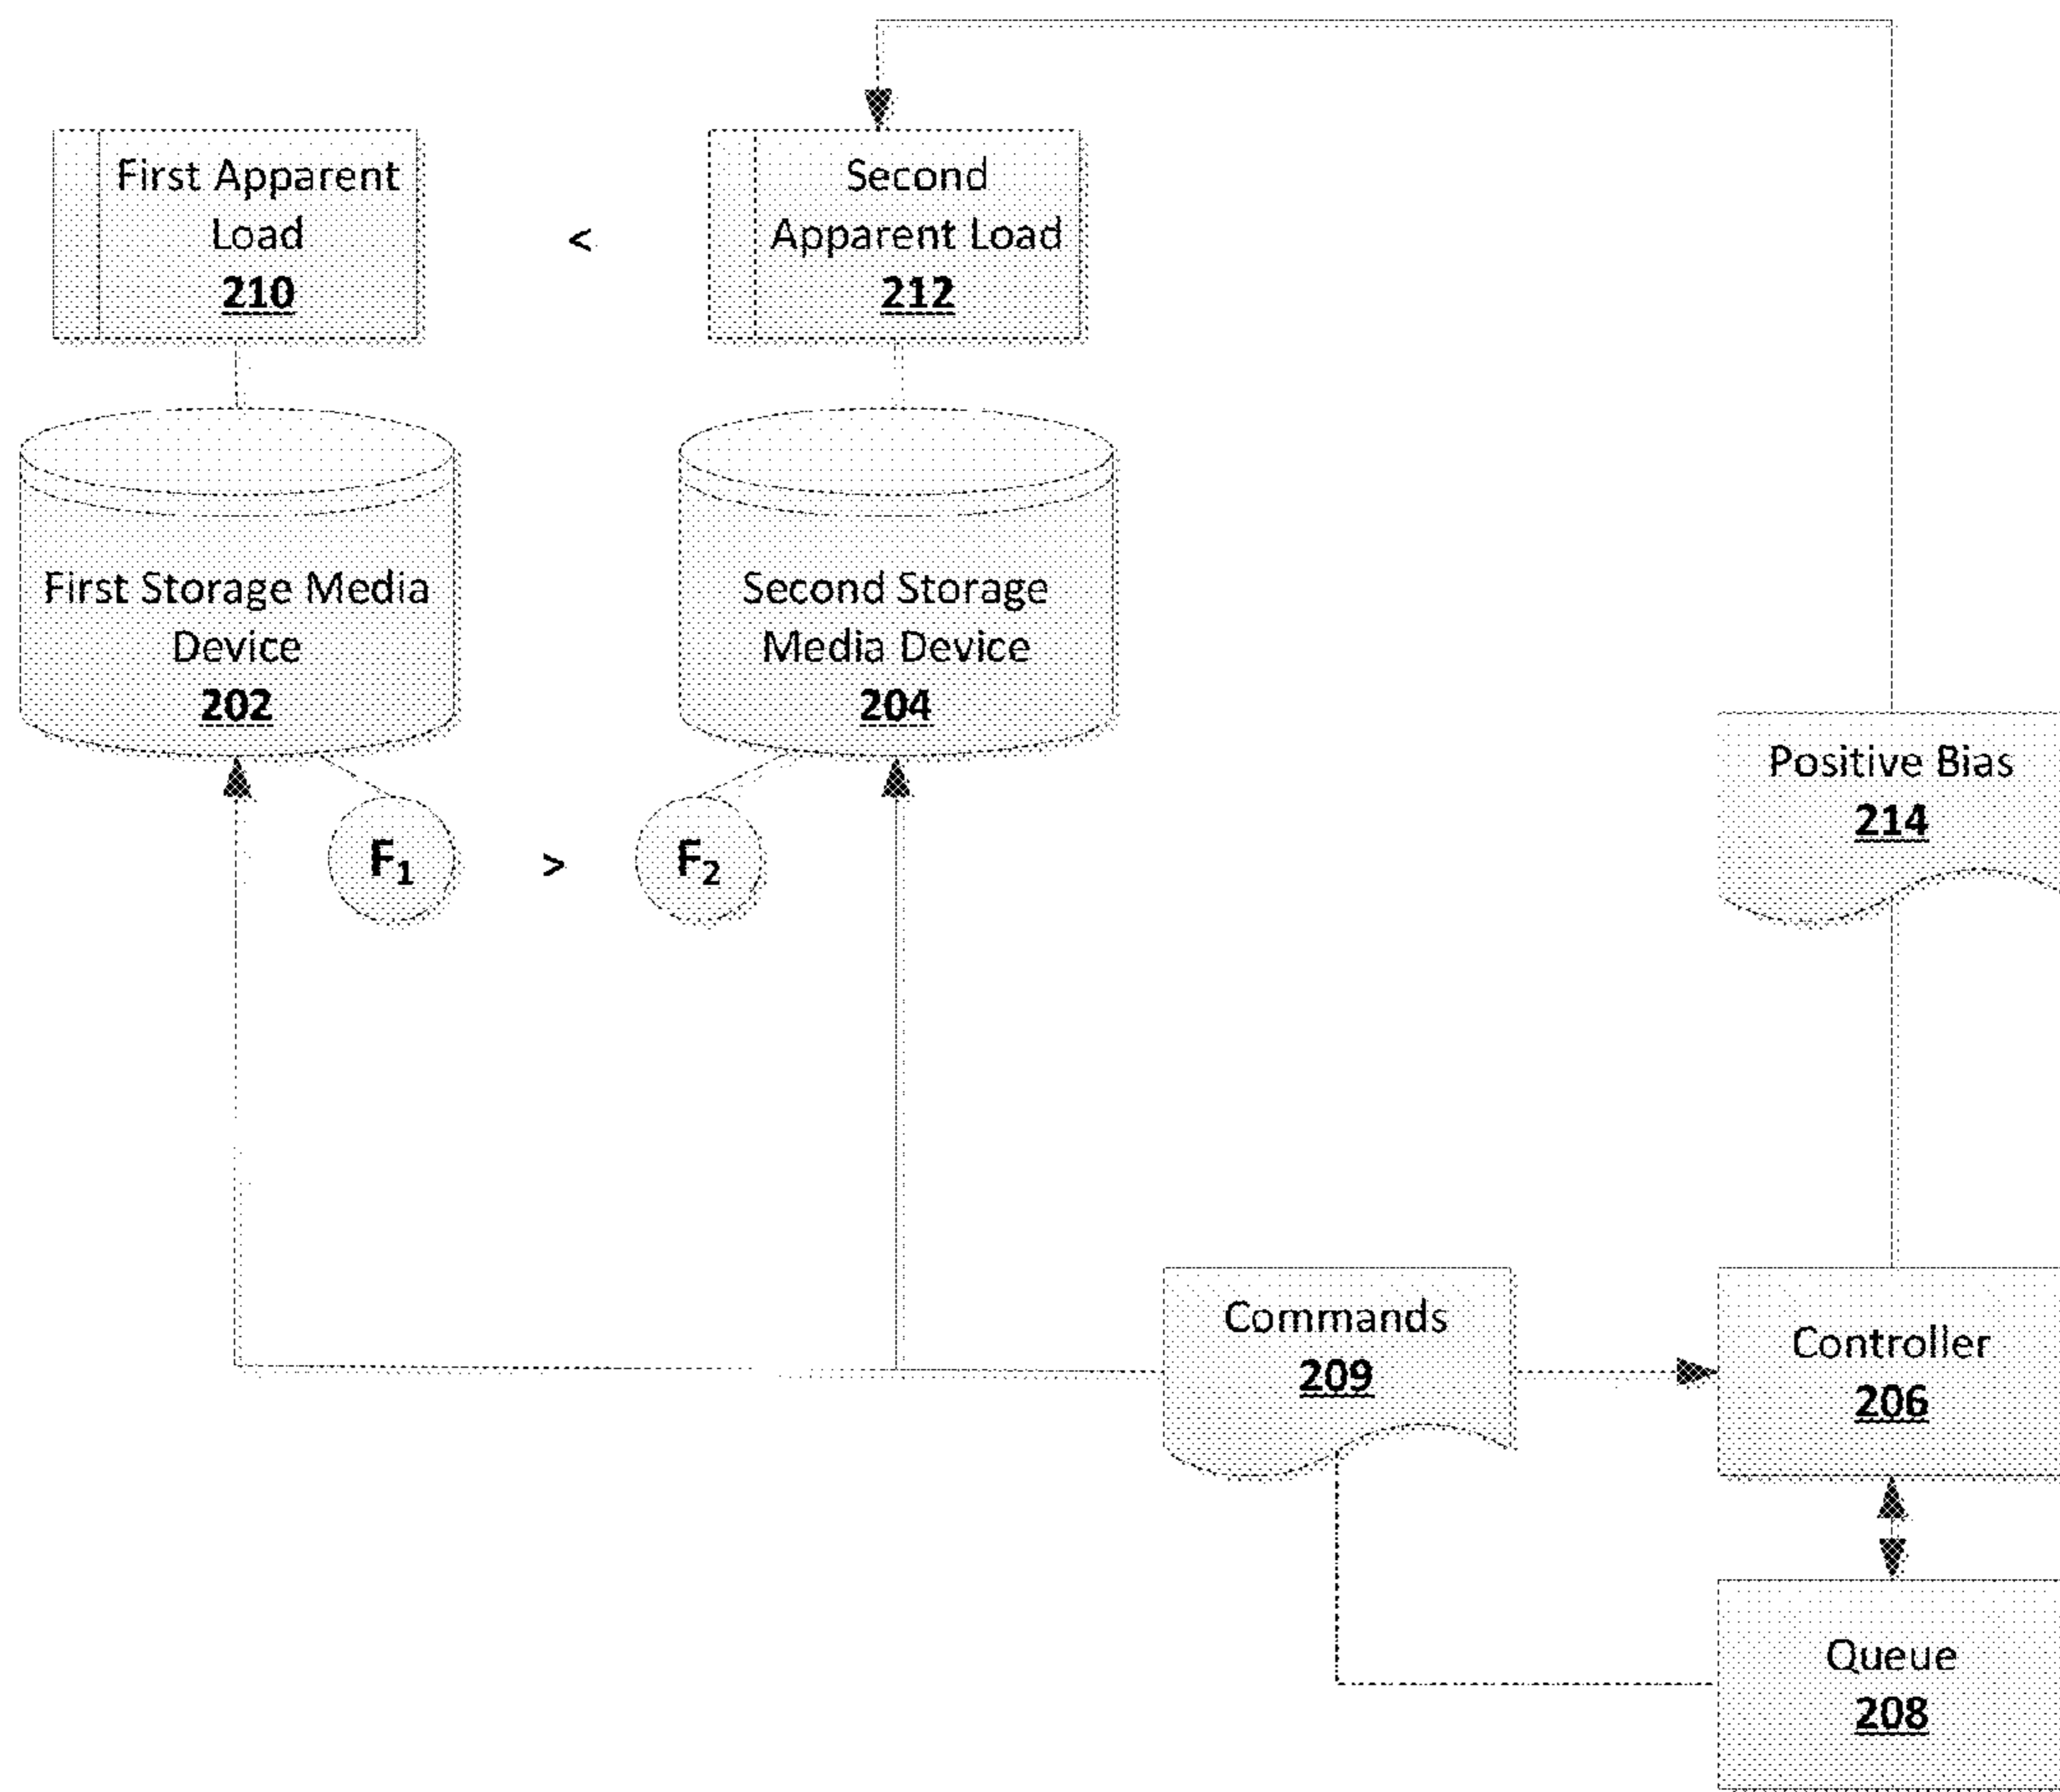 First Apparent
Load
210
<
Second
Apparent Load
212
First Storage Media
Device
202
Second Storage
Media Device
204
F₁
>
F₂
Positive Bias
214
Commands
209
Controller
206
Queue
208